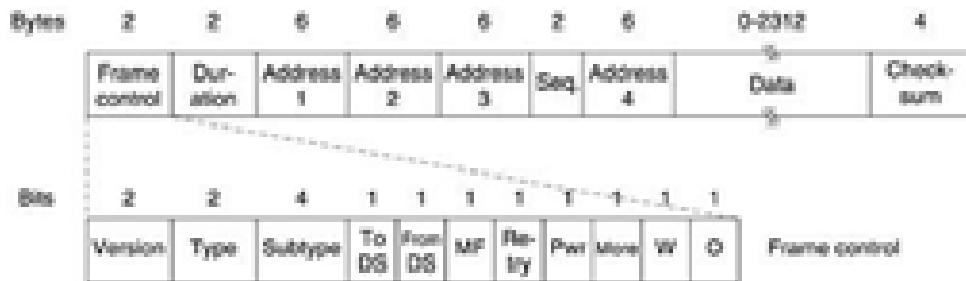 Bytes 2 2 6 6 6 2 6 0-2312 4
Frame control Dur- ation Address 1 Address 2 Address 3 Seq. Address 4 Data Check- sum
Bits 2 2 4 1 1 1 1 1 1 1 1
Version Type Subtype To DS From DS MF Re- try Pwr More W O Frame control